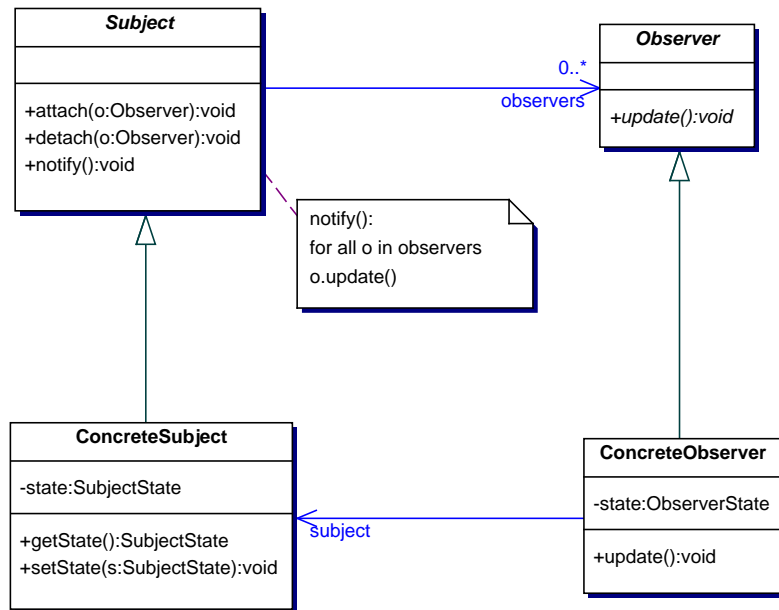 Subject
+attach(o:Observer):void
+detach(o:Observer):void
+notify():void
0..*
observers
Observer
+update():void
notify():
for all o in observers
o.update()
ConcreteSubject
-state:SubjectState
+getState():SubjectState
+setState(s:SubjectState):void
subject
ConcreteObserver
-state:ObserverState
+update():void